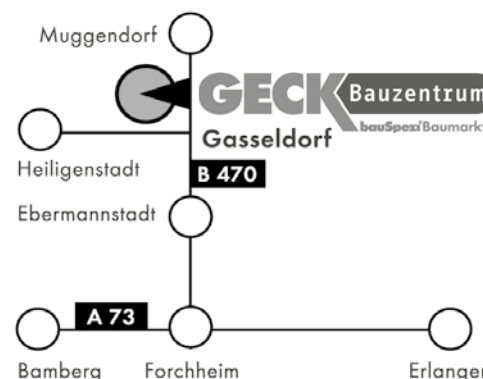 Muggendorf
GECK Bauzentrum
bauSpezi Baumarkt
Gasseldorf
Heiligenstadt
B 470
Ebermannstadt
A 73
Bamberg
Forchheim
Erlangen